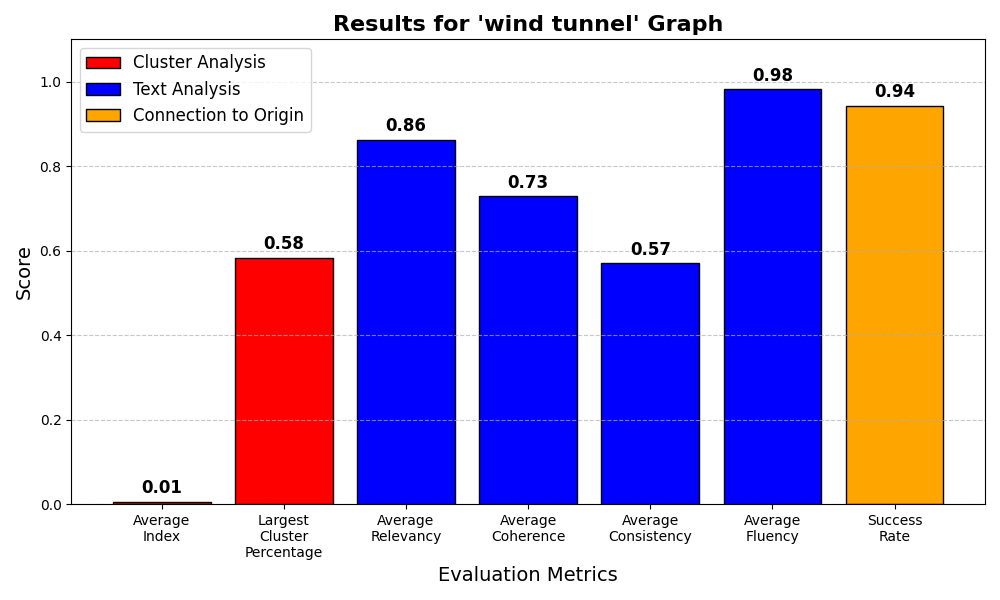 Results for 'wind tunnel' Graph
Cluster Analysis
Text Analysis
Connection to Origin
Score
1.0
0.8
0.6
0.4
0.2
0.0
0.01
0.58
0.86
0.73
0.57
0.98
0.94
Average
Index
Largest
Cluster
Percentage
Average
Relevancy
Average
Coherence
Average
Consistency
Average
Fluency
Success
Rate
Evaluation Metrics